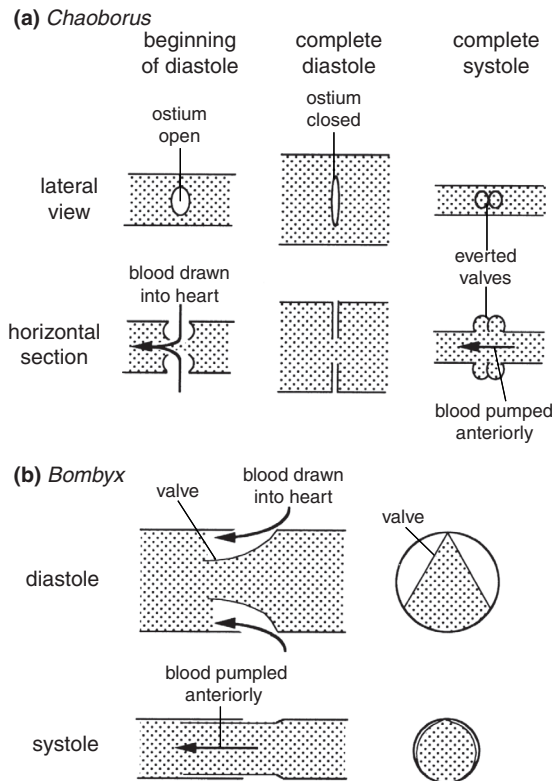 (a) Chaoborus
beginning
of diastole
complete
diastole
complete
systole
ostium
open
ostium
closed
lateral
view
everted
valves
blood drawn
into heart
horizontal
section
blood pumped
anteriorly
(b) Bombyx
valve
blood drawn
into heart
valve
diastole
blood pumpled
anteriorly
systole